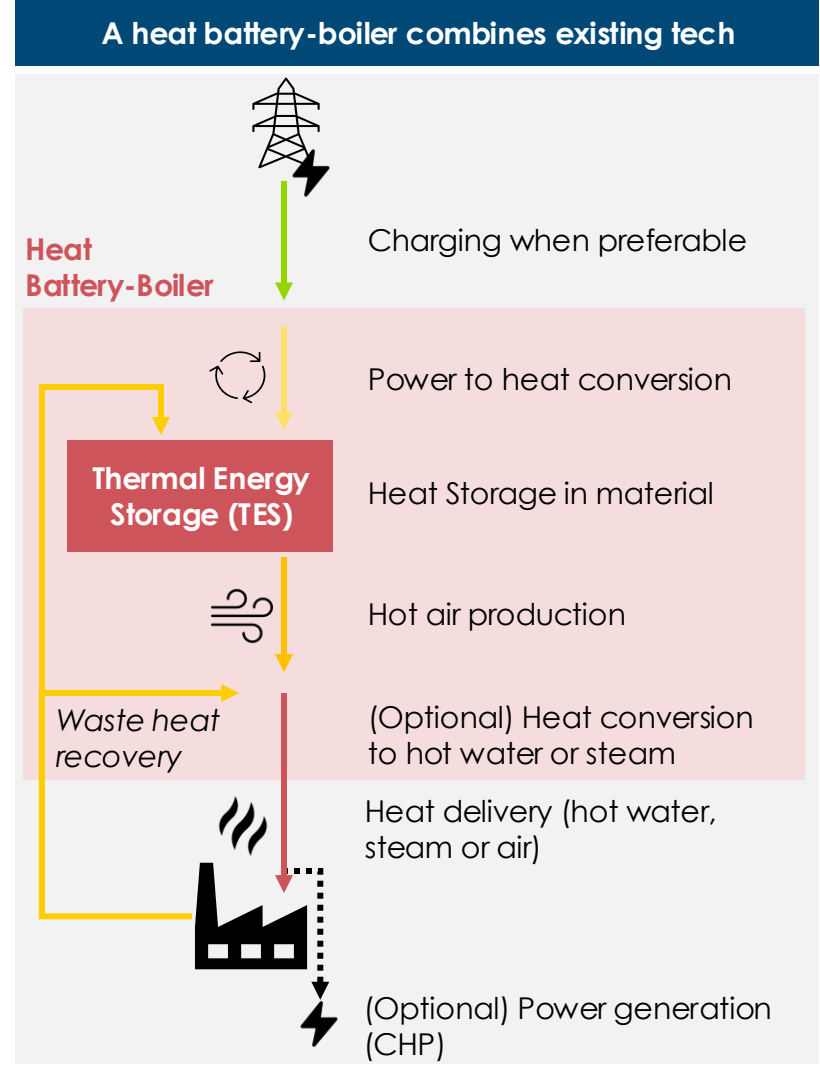 A heat battery-boiler combines existing tech
Charging when preferable
Heat
Battery-Boiler
Power to heat conversion
Thermal Energy
Storage (TES)
Heat Storage in material
Hot air production
Waste heat
recovery
(Optional) Heat conversion
to hot water or steam
Heat delivery (hot water,
steam or air)
(Optional) Power generation
(CHP)